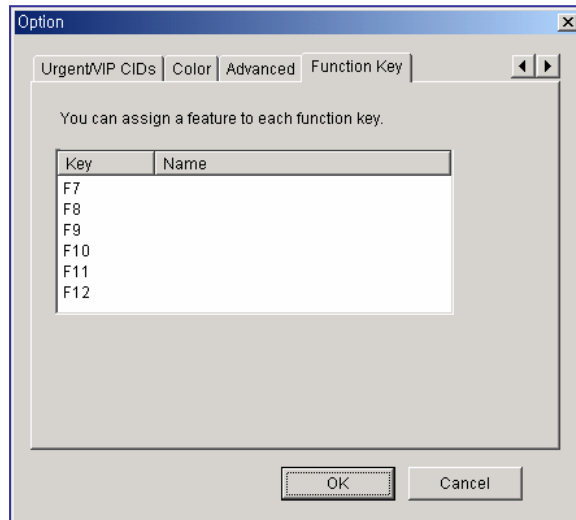 Option
Urgent/VIP CIDs Color Advanced Function Key
You can assign a feature to each function key.
Key Name
F7
F8
F9
F10
F11
F12
OK Cancel